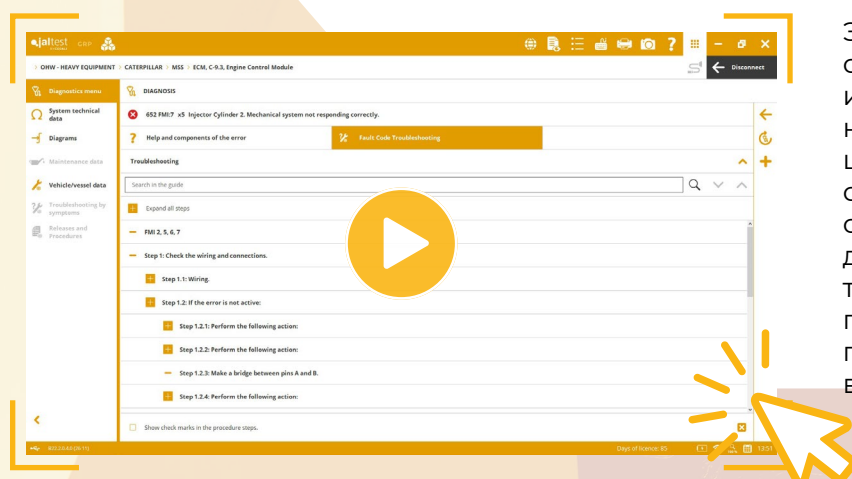 jaltest GRP
OHW - HEAVY EQUIPMENT > CATERPILLAR > MSS > ECM, C-9.3, Engine Control Module
Disconnect
Diagnostics menu
System technical
data
Diagrams
Maintenance data
Vehicle/vessel data
Troubleshooting by
symptoms
Releases and
Procedures
DIAGNOSIS
652 FMI:7 x5 Injector Cylinder 2. Mechanical system not responding correctly.
Help and components of the error
Fault Code Troubleshooting
Troubleshooting
Search in the guide
Expand all steps
FMI 2, 5, 6, 7
Step 1: Check the wiring and connections.
Step 1.1: Wiring.
Step 1.2: If the error is not active:
Step 1.2.1: Perform the following action:
Step 1.2.2: Perform the following action:
Step 1.2.3: Make a bridge between pins A and B.
Step 1.2.4: Perform the following action:
Show check marks in the procedure steps.
Days of licence: 85
13:51